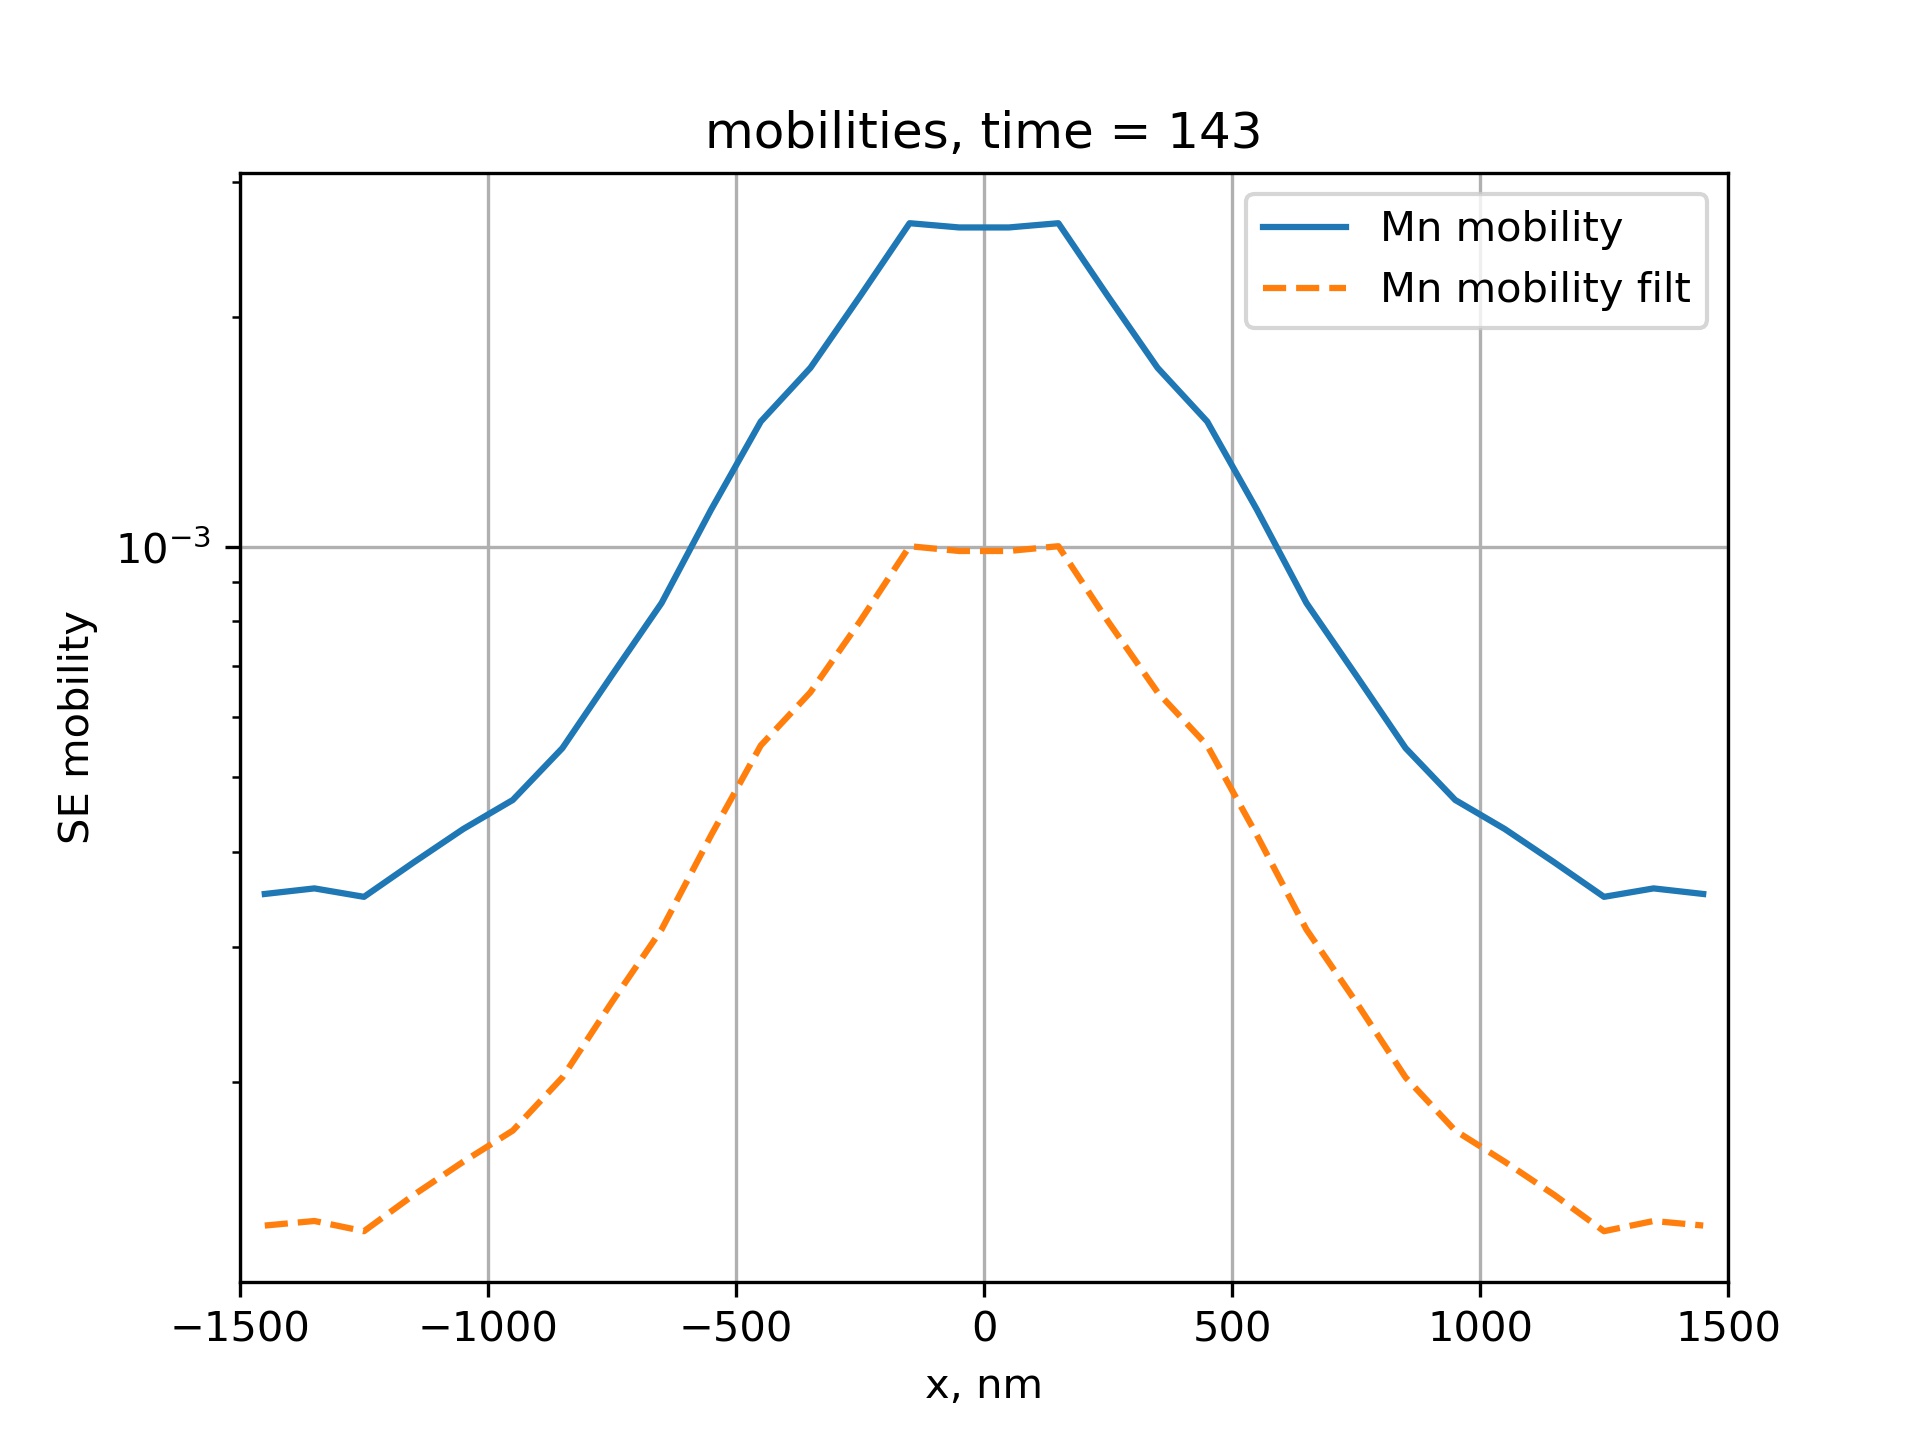 mobilities, time = 143
Mn mobility
Mn mobility filt
SE mobility
10⁻³
−1500 −1000 −500 0 500 1000 1500
x, nm